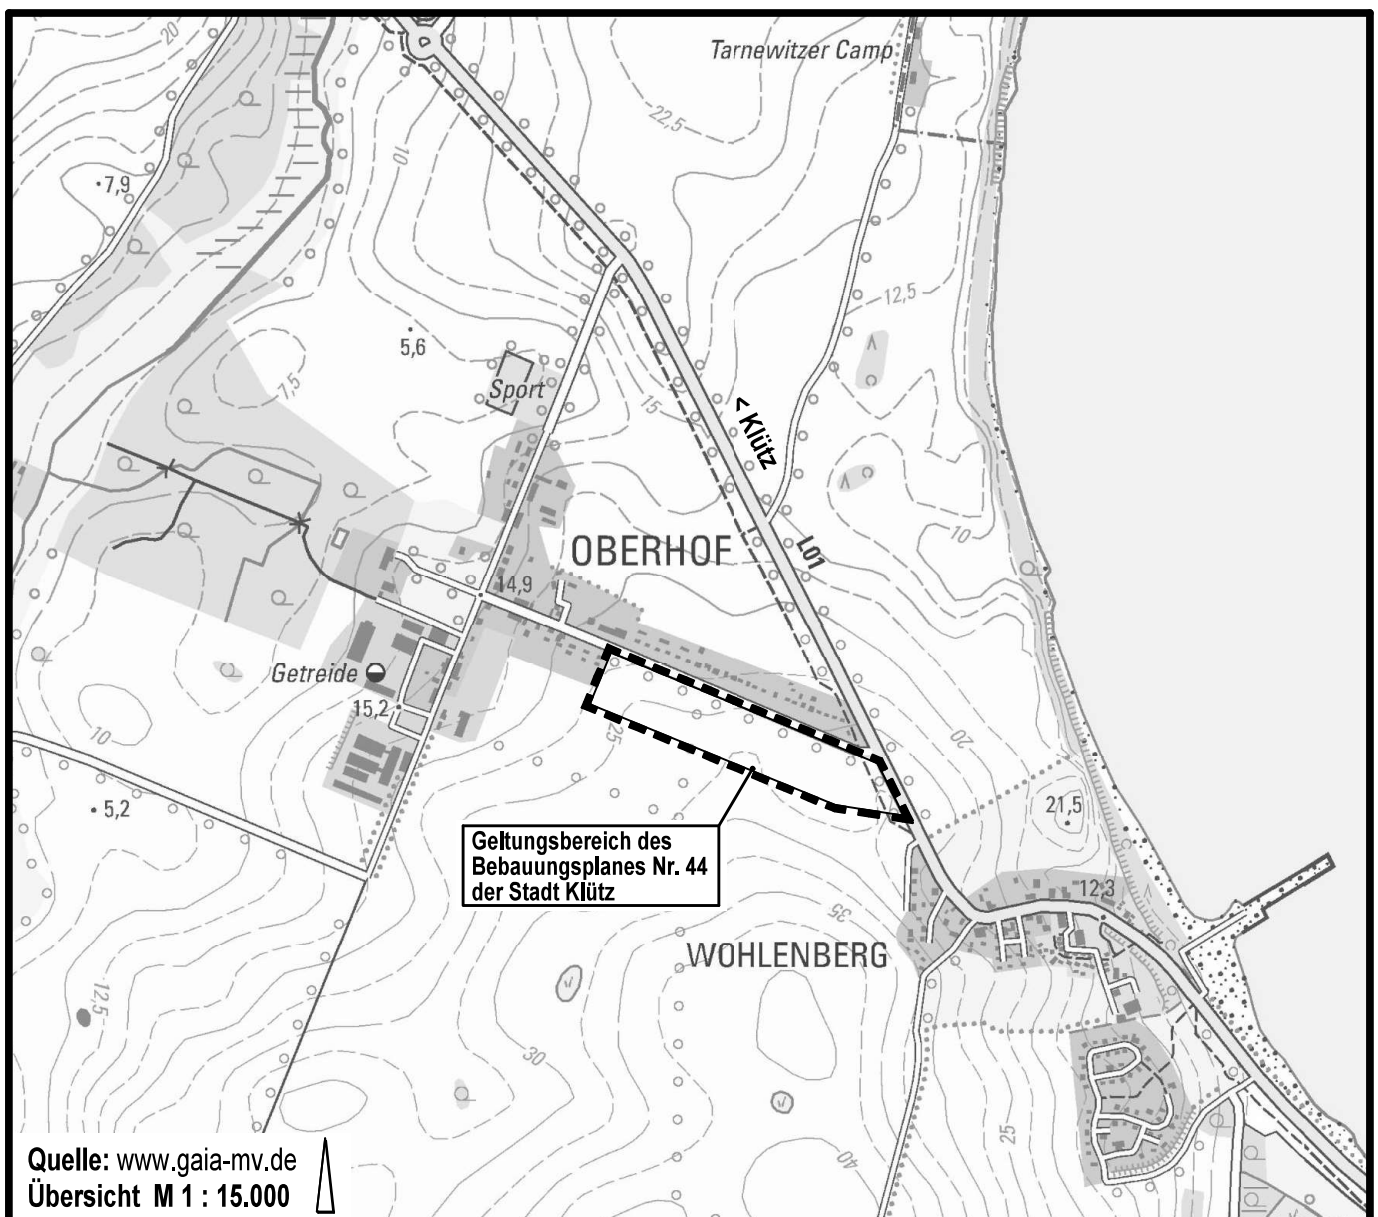 20
Tarnewitzer Camp
22,5
10
7,9
12,5
5,6
7,5
Sport
15
< Klütz
10
OBERHOF
L01
14,9
Getreide
15,2
10
25
20
5,2
21,5
Geltungsbereich des
Bebauungsplanes Nr. 44
der Stadt Klütz
12,3
35
WOHLENBERG
12,5
30
25
40
Quelle: www.gaia-mv.de
Übersicht M 1 : 15.000